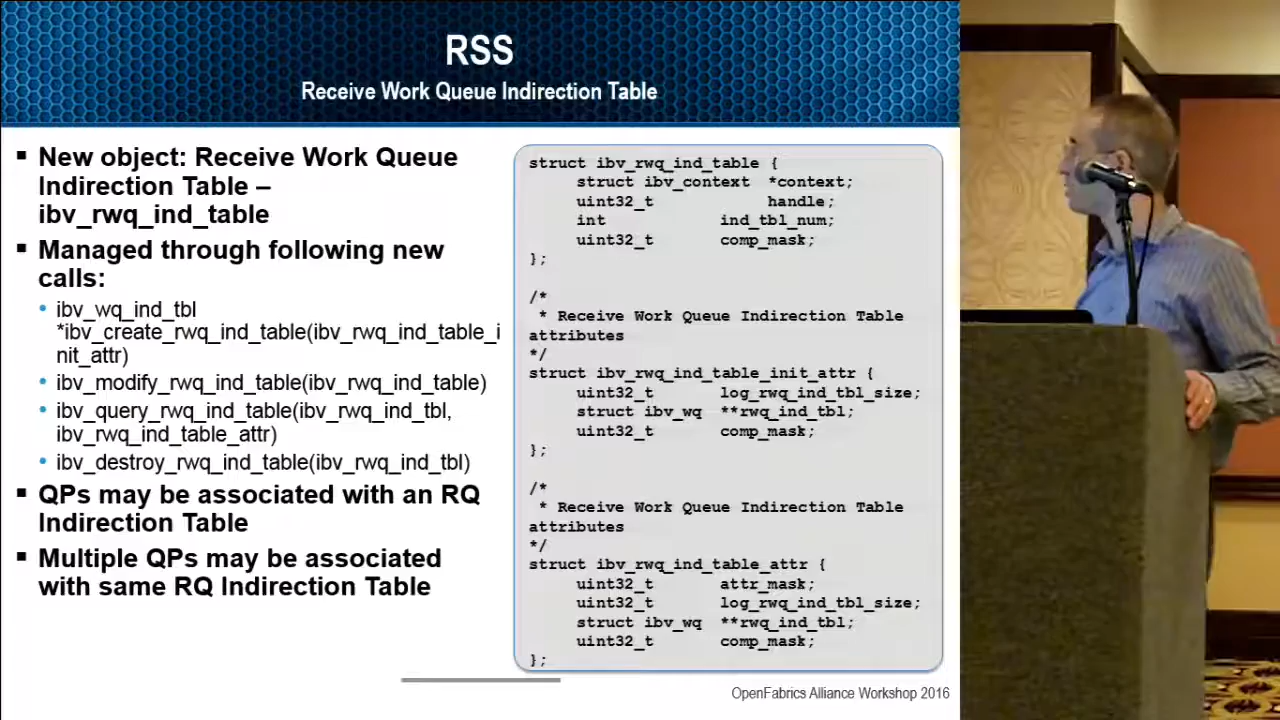 RSS
Receive Work Queue Indirection Table
▪ New object: Receive Work Queue
Indirection Table –
ibv_rwq_ind_table
▪ Managed through following new
calls:
• ibv_wq_ind_tbl
*ibv_create_rwq_ind_table(ibv_rwq_ind_table_i
nit_attr)
• ibv_modify_rwq_ind_table(ibv_rwq_ind_table)
• ibv_query_rwq_ind_table(ibv_rwq_ind_tbl,
ibv_rwq_ind_table_attr)
• ibv_destroy_rwq_ind_table(ibv_rwq_ind_tbl)
▪ QPs may be associated with an RQ
Indirection Table
▪ Multiple QPs may be associated
with same RQ Indirection Table
struct ibv_rwq_ind_table {
struct ibv_context *context;
uint32_t handle;
int ind_tbl_num;
uint32_t comp_mask;
};
/*
* Receive Work Queue Indirection Table
attributes
*/
struct ibv_rwq_ind_table_init_attr {
uint32_t log_rwq_ind_tbl_size;
struct ibv_wq **rwq_ind_tbl;
uint32_t comp_mask;
};
/*
* Receive Work Queue Indirection Table
attributes
*/
struct ibv_rwq_ind_table_attr {
uint32_t attr_mask;
uint32_t log_rwq_ind_tbl_size;
struct ibv_wq **rwq_ind_tbl;
uint32_t comp_mask;
};
OpenFabrics Alliance Workshop 2016